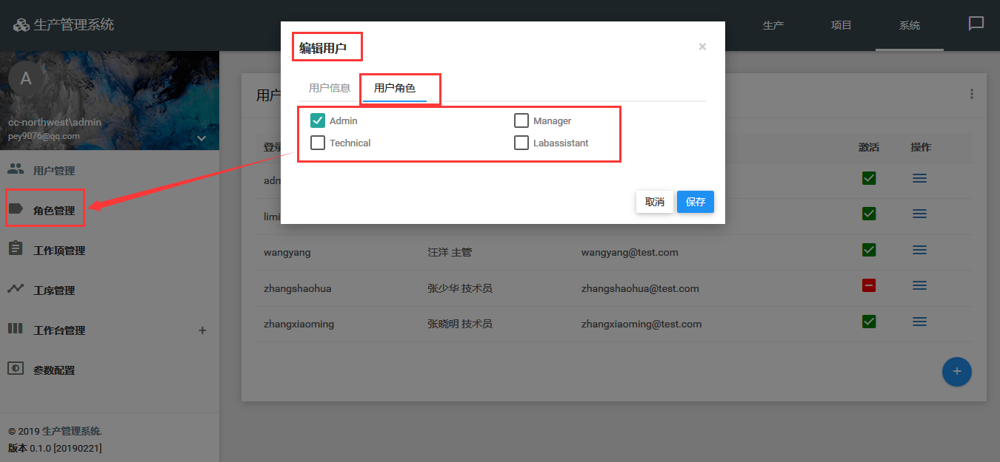 生产管理系统
生产
项目
系统
A
cc-northwest\admin
pey9076@qq.com
用户管理
角色管理
工作项管理
工序管理
工作台管理
+
参数配置
© 2019 生产管理系统.
版本 0.1.0 [20190221]
编辑用户
×
用户信息
用户角色
Admin
Manager
Technical
Labassistant
取消
保存
用户
登录
激活
操作
adm
limi
wangyang
汪洋 主管
wangyang@test.com
zhangshaohua
张少华 技术员
zhangshaohua@test.com
zhangxiaoming
张晓明 技术员
zhangxiaoming@test.com
+